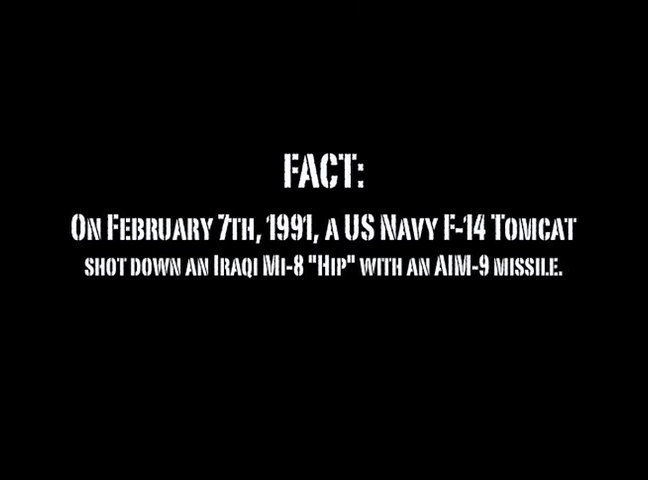 FACT:
On February 7th, 1991, a US Navy F-14 Tomcat
shot down an Iraqi Mi-8 "Hip" with an AIM-9 missile.